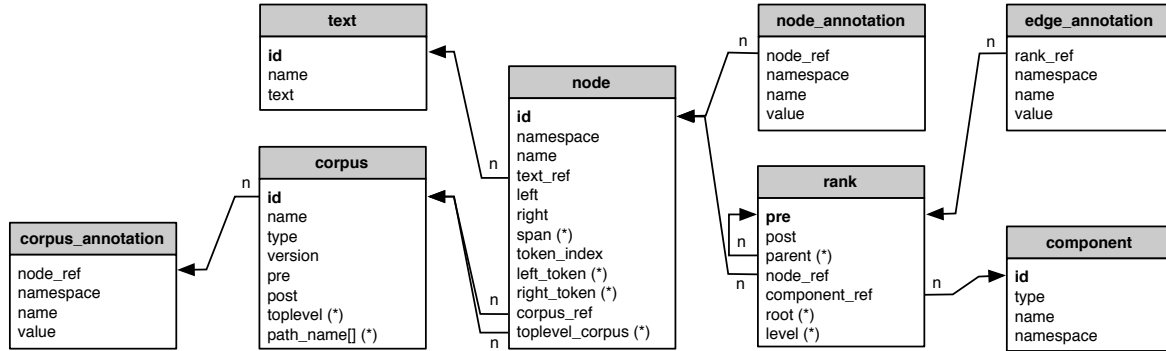 text
id
name
text
node_annotation
node_ref
namespace
name
value
edge_annotation
rank_ref
namespace
name
value
node
id
namespace
name
text_ref
left
right
span (*)
token_index
left_token (*)
right_token (*)
corpus_ref
toplevel_corpus (*)
corpus
id
name
type
version
pre
post
toplevel (*)
path_name[] (*)
rank
pre
post
parent (*)
node_ref
component_ref
root (*)
level (*)
corpus_annotation
node_ref
namespace
name
value
component
id
type
name
namespace
n
n
n
n
n
n
n
n
n